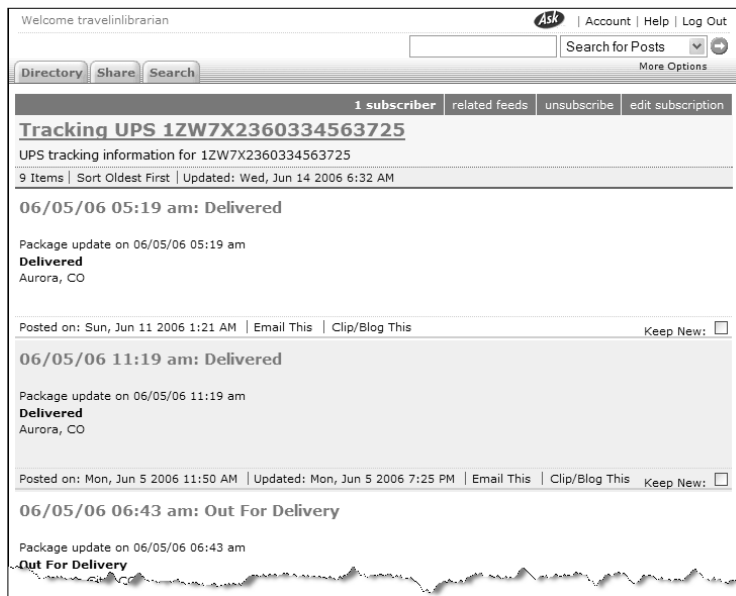 Welcome travelinlibrarian
Ask | Account | Help | Log Out
Search for Posts
More Options
Directory Share Search
1 subscriber | related feeds | unsubscribe | edit subscription
Tracking UPS 1ZW7X2360334563725
UPS tracking information for 1ZW7X2360334563725
9 Items | Sort Oldest First | Updated: Wed, Jun 14 2006 6:32 AM
06/05/06 05:19 am: Delivered
Package update on 06/05/06 05:19 am
Delivered
Aurora, CO
Posted on: Sun, Jun 11 2006 1:21 AM | Email This | Clip/Blog This Keep New:
06/05/06 11:19 am: Delivered
Package update on 06/05/06 11:19 am
Delivered
Aurora, CO
Posted on: Mon, Jun 5 2006 11:50 AM | Updated: Mon, Jun 5 2006 7:25 PM | Email This | Clip/Blog This Keep New:
06/05/06 06:43 am: Out For Delivery
Package update on 06/05/06 06:43 am
Out For Delivery